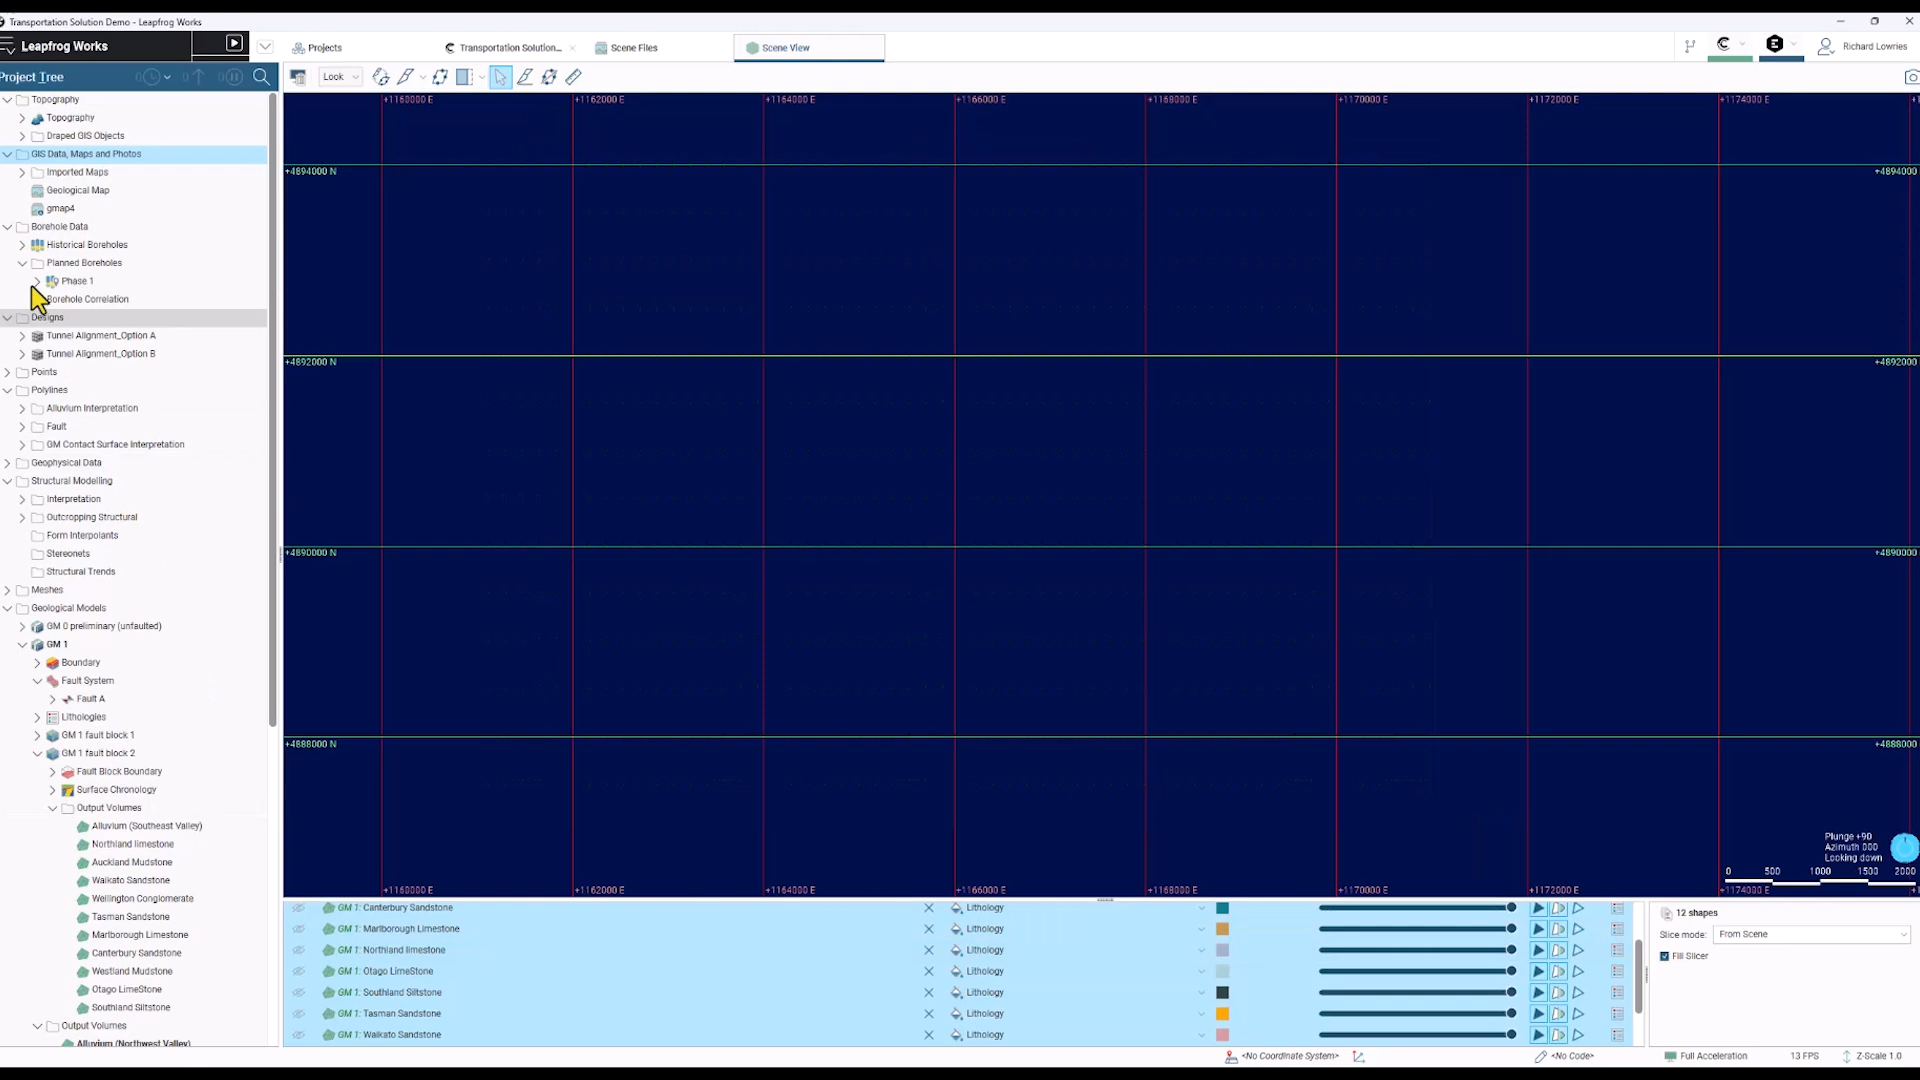 Transportation Solution Demo - Leapfrog Works
Leapfrog Works
Projects
Transportation Solution...
Scene Files
Scene View
Richard Lowries
Project Tree
Look
Topography
Topography
Draped GIS Objects
GIS Data, Maps and Photos
Imported Maps
Geological Map
gmap4
Borehole Data
Historical Boreholes
Planned Boreholes
Phase 1
Borehole Correlation
Designs
Tunnel Alignment_Option A
Tunnel Alignment_Option B
Points
Polylines
Alluvium Interpretation
Fault
GM Contact Surface Interpretation
Geophysical Data
Structural Modelling
Interpretation
Outcropping Structural
Form Interpolants
Stereonets
Structural Trends
Meshes
Geological Models
GM 0 preliminary (unfaulted)
GM 1
Boundary
Fault System
Fault A
Lithologies
GM 1 fault block 1
GM 1 fault block 2
Fault Block Boundary
Surface Chronology
Output Volumes
Alluvium (Southeast Valley)
Northland limestone
Auckland Mudstone
Waikato Sandstone
Wellington Conglomerate
Tasman Sandstone
Marlborough Limestone
Canterbury Sandstone
Westland Mudstone
Otago LimeStone
Southland Siltstone
Output Volumes
Alluvium (Northwest Valley)
+1160000 E +1162000 E +1164000 E +1166000 E +1168000 E +1170000 E +1172000 E +1174000 E
+4894000 N +4894000
+4892000 N +4892000
+4890000 N +4890000
+4888000 N +4888000
Plunge +90
Azimuth 000
Looking down
0 500 1000 1500 2000
+1160000 E +1162000 E +1164000 E +1166000 E +1168000 E +1170000 E +1172000 E +1174000 E
GM 1: Canterbury Sandstone Lithology
GM 1: Marlborough Limestone Lithology
GM 1: Northland limestone Lithology
GM 1: Otago LimeStone Lithology
GM 1: Southland Siltstone Lithology
GM 1: Tasman Sandstone Lithology
GM 1: Waikato Sandstone Lithology
12 shapes
Slice mode: From Scene
Fill Slicer
<No Coordinate System>
<No Code>
Full Acceleration
13 FPS
Z-Scale 1.0